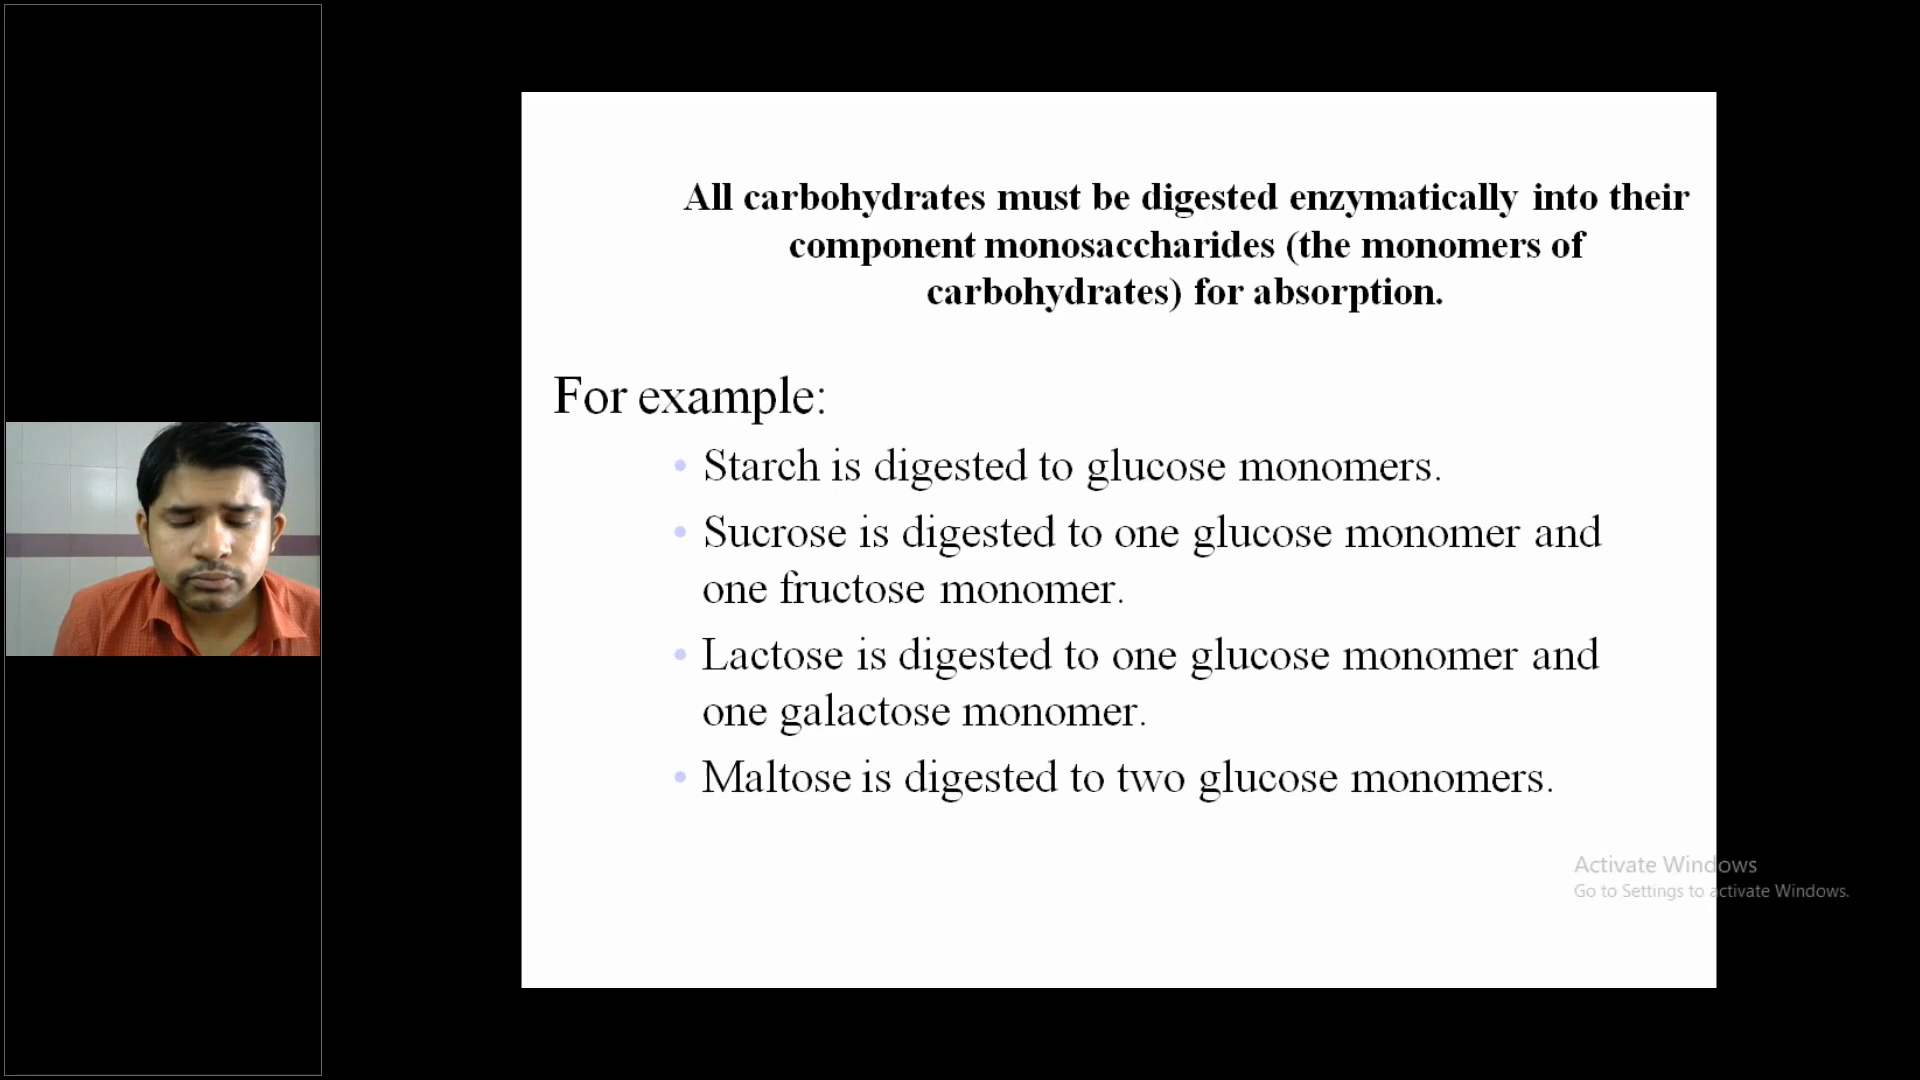 All carbohydrates must be digested enzymatically into their
component monosaccharides (the monomers of
carbohydrates) for absorption.
For example:
• Starch is digested to glucose monomers.
• Sucrose is digested to one glucose monomer and
one fructose monomer.
• Lactose is digested to one glucose monomer and
one galactose monomer.
• Maltose is digested to two glucose monomers.
Activate Windows
Go to Settings to activate Windows.